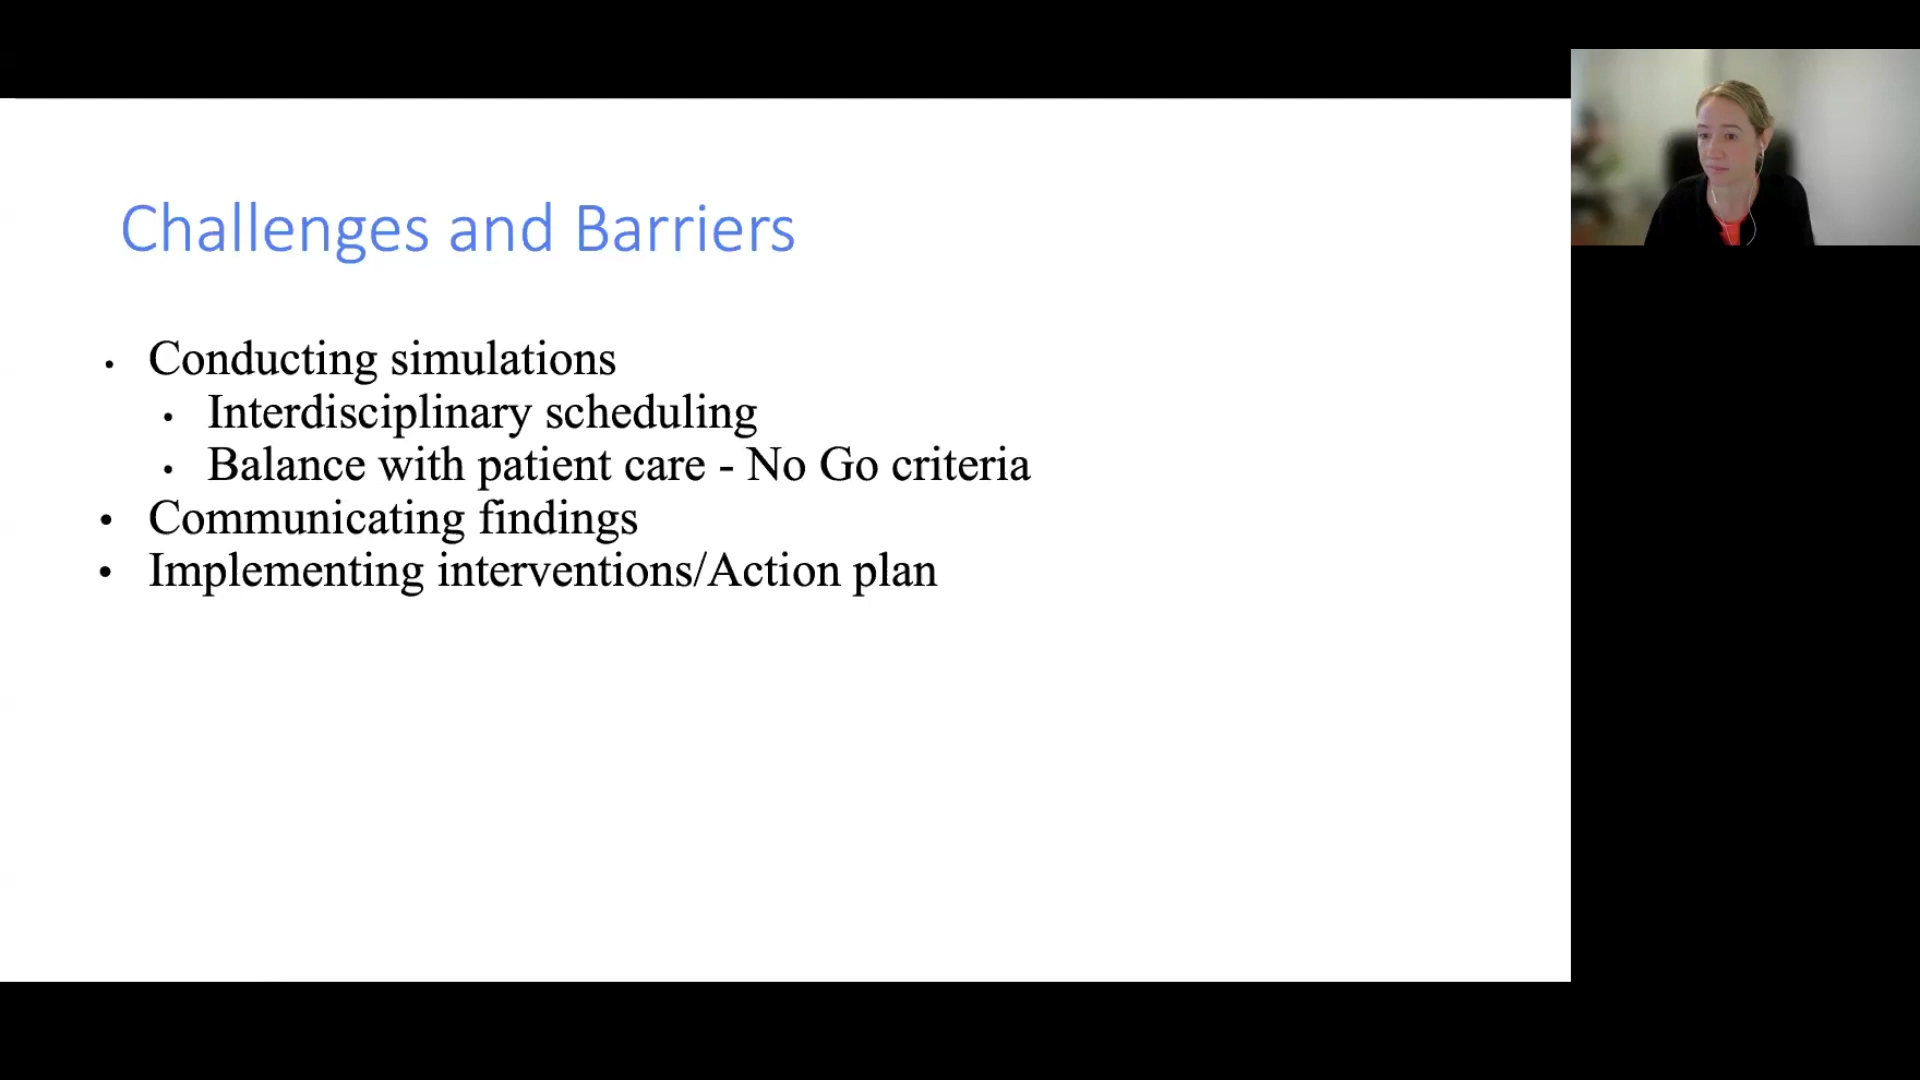 Challenges and Barriers
• Conducting simulations
• Interdisciplinary scheduling
• Balance with patient care - No Go criteria
• Communicating findings
• Implementing interventions/Action plan